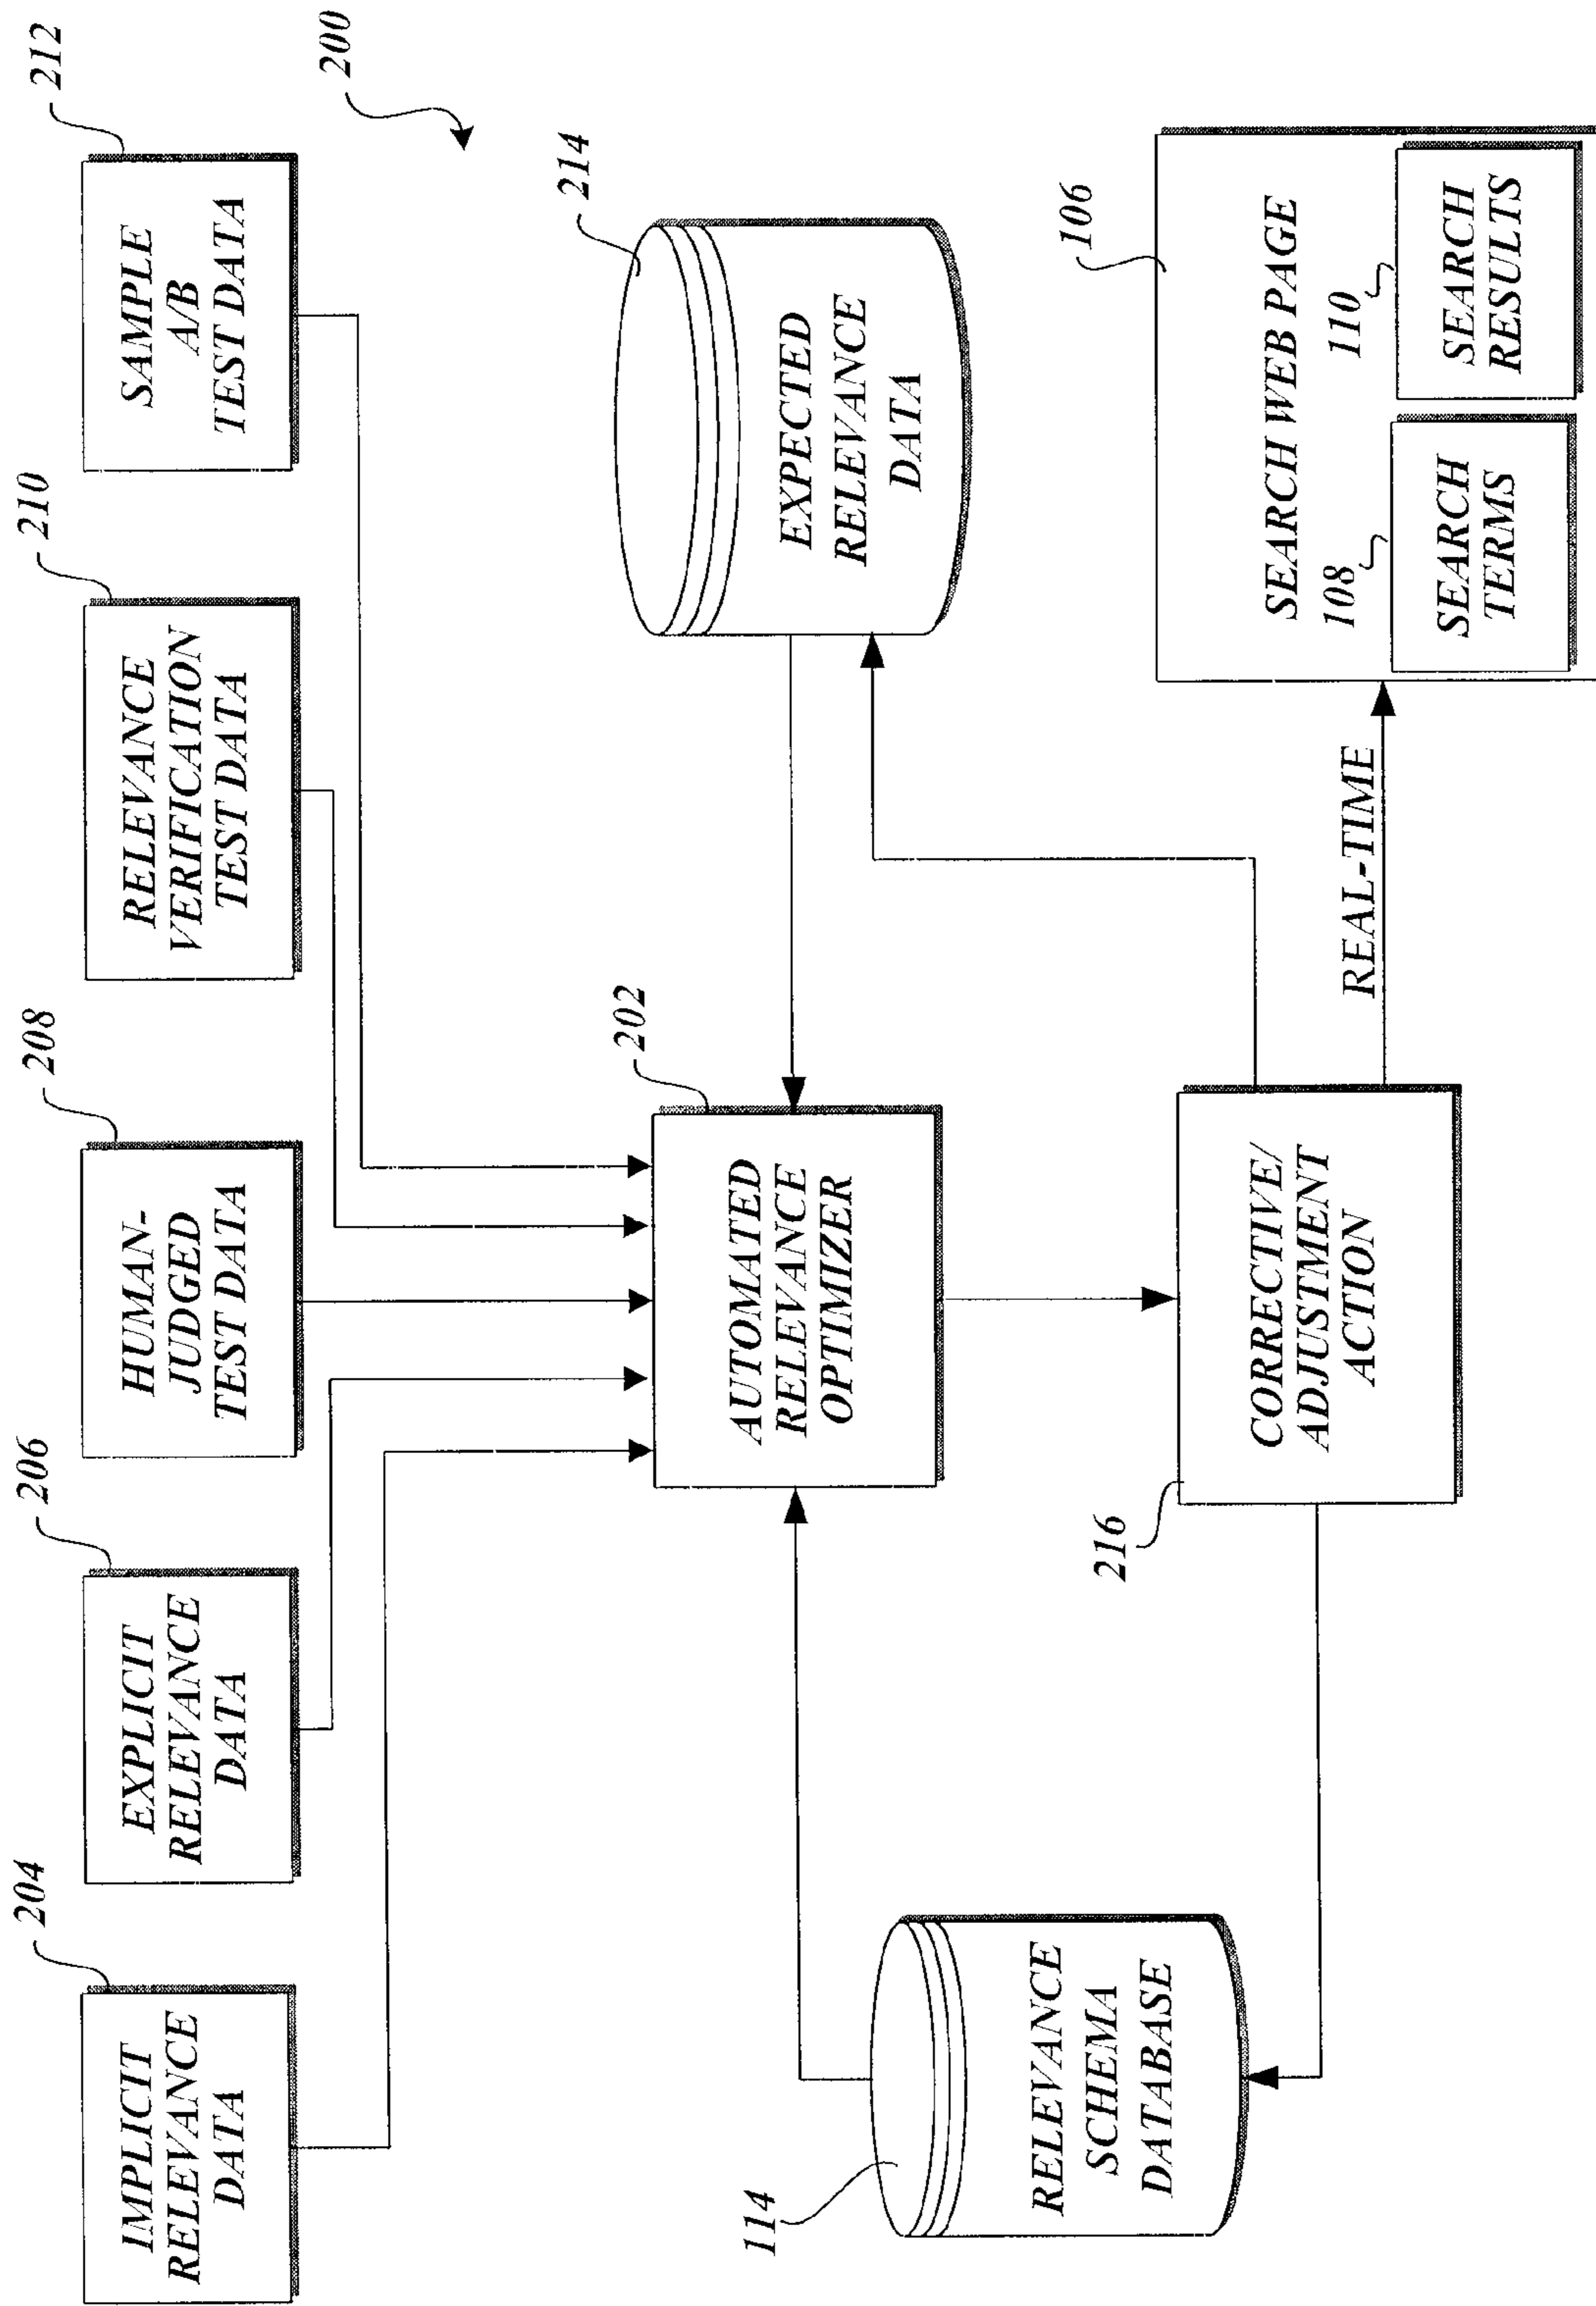 204
IMPLICIT
RELEVANCE
DATA
206
EXPLICIT
RELEVANCE
DATA
208
HUMAN-
JUDGED
TEST DATA
210
RELEVANCE
VERIFICATION
TEST DATA
212
SAMPLE
A/B
TEST DATA
200
202
AUTOMATED
RELEVANCE
OPTIMIZER
214
EXPECTED
RELEVANCE
DATA
114
RELEVANCE
SCHEMA
DATABASE
216
CORRECTIVE/
ADJUSTMENT
ACTION
REAL-TIME
106
SEARCH WEB PAGE
108
SEARCH
TERMS
110
SEARCH
RESULTS